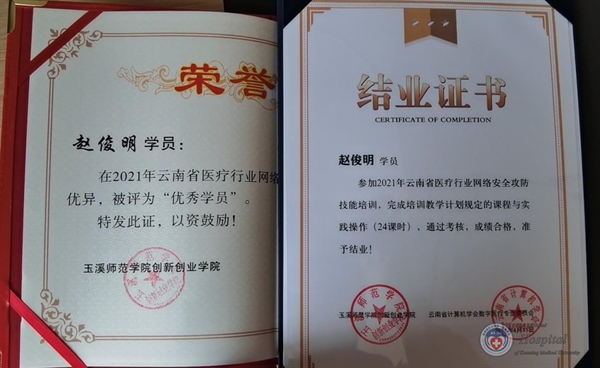 荣誉
赵俊明 学员：
在2021年云南省医疗行业网络
优异，被评为“优秀学员”。
特发此证，以资鼓励！
玉溪师范学院创新创业学院
结业证书
CERTIFICATE OF COMPLETION
赵俊明 学员
参加2021年云南省医疗行业网络安全攻防
技能培训，完成培训教学计划规定的课程与实
践操作（24课时），通过考核，成绩合格，准
予结业！
玉溪师范学院创新创业学院
云南省计算机学会数字医疗专业委员会
Hospital
of Kunming Medical University